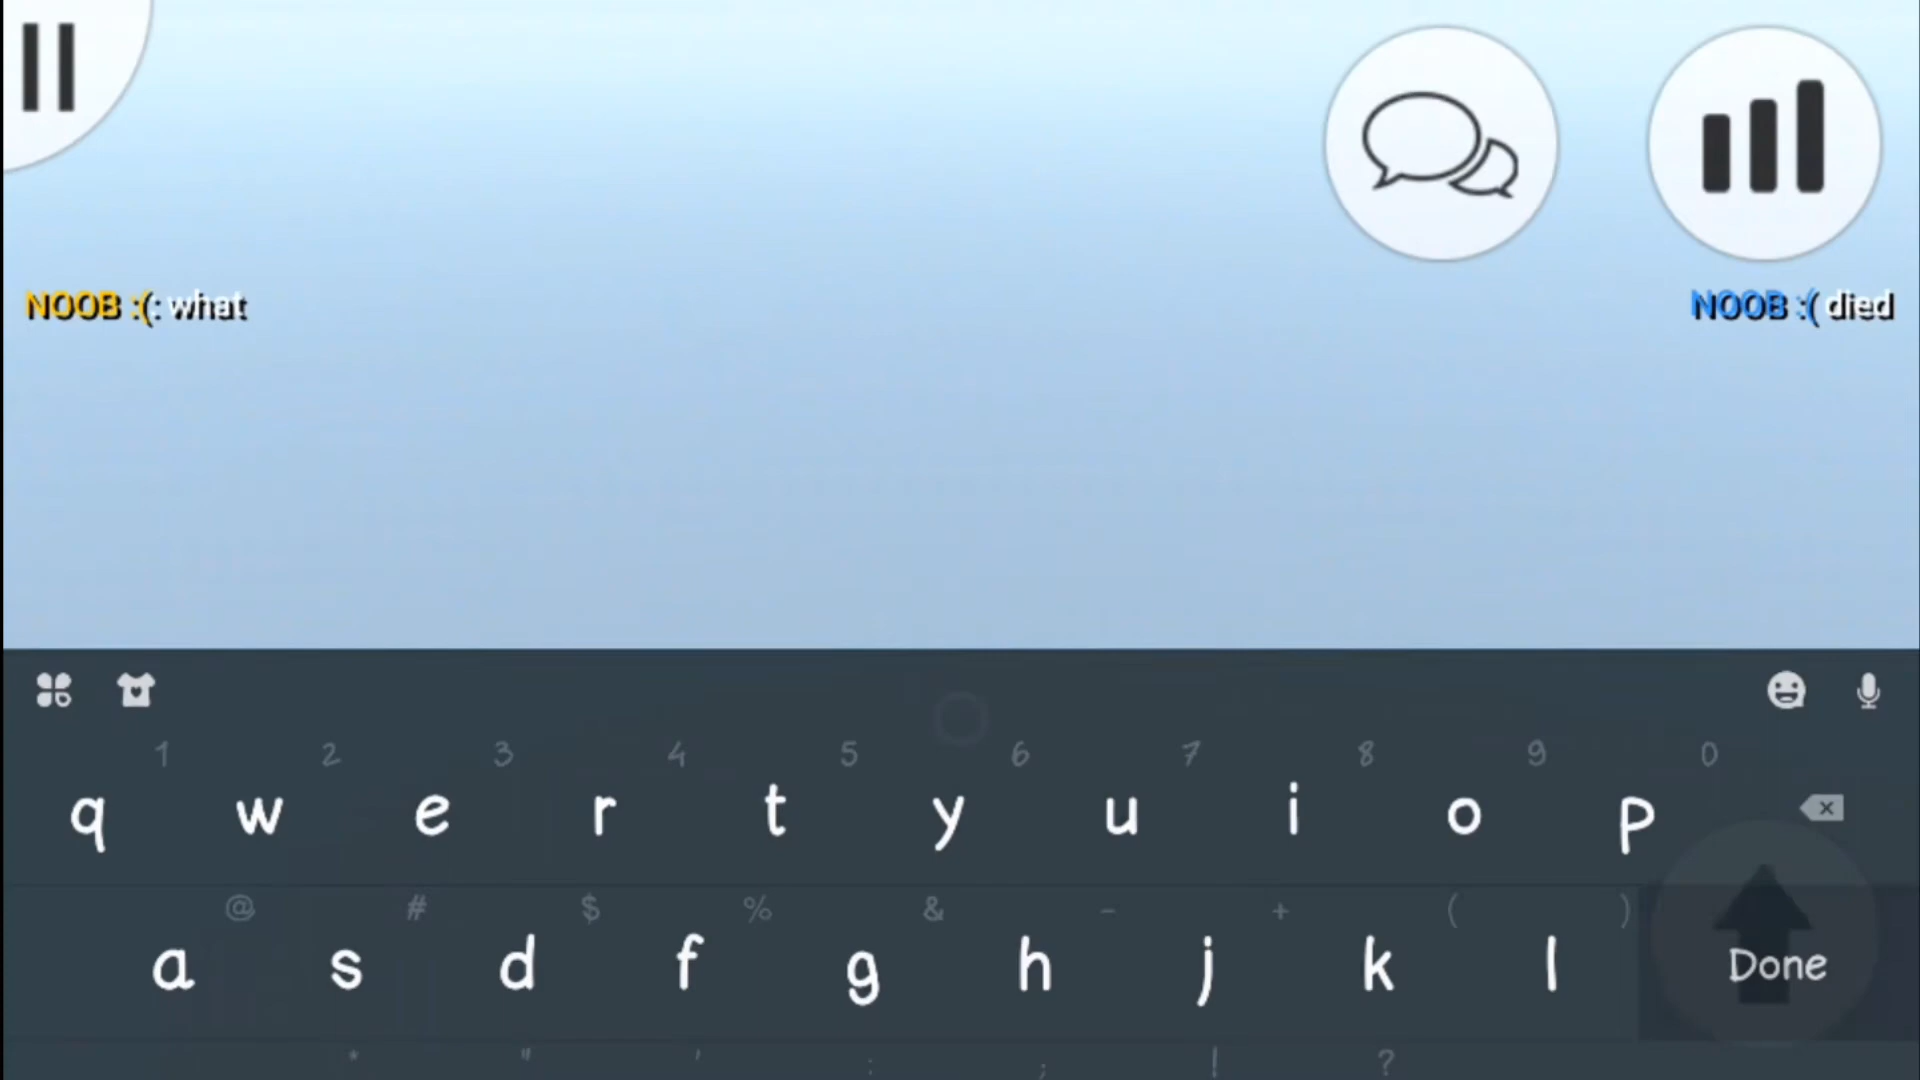 NOOB :(: what
NOOB :( died
1 2 3 4 5 6 7 8 9 0
q w e r t y u i o p
@ # $ % & - + ( )
a s d f g h j k l Done
* " ' : ; ! ?